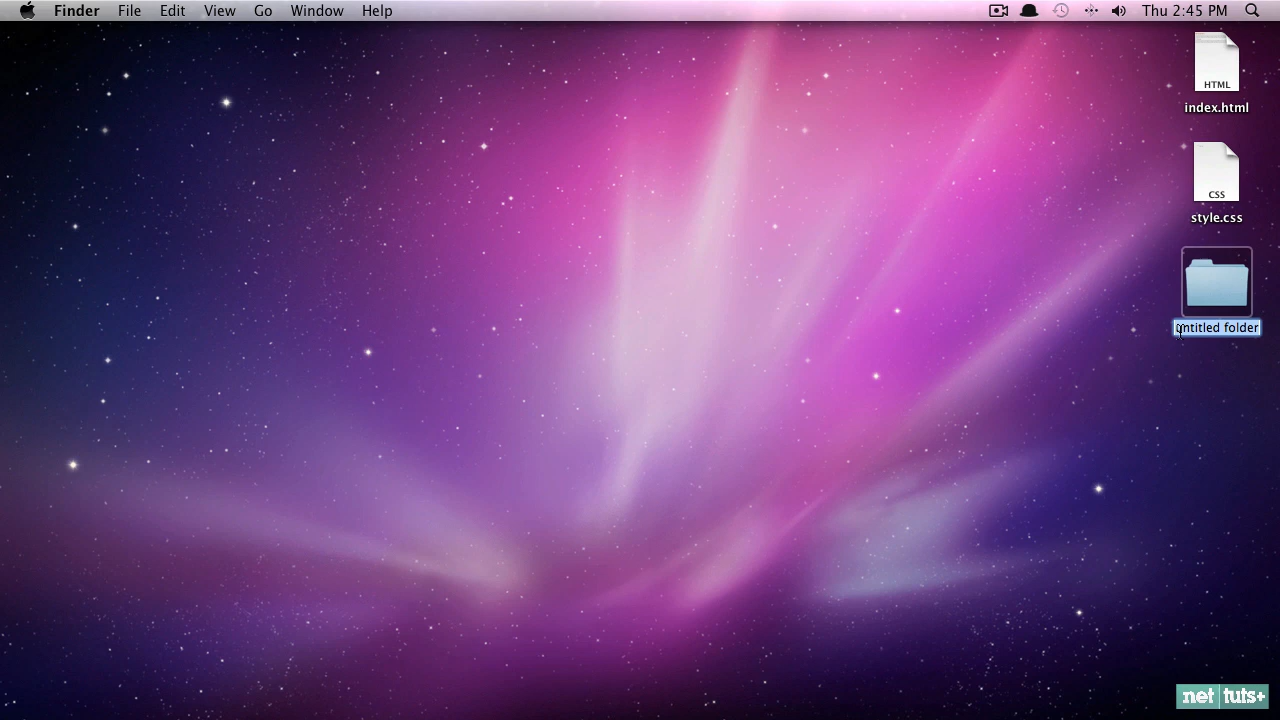 Finder File Edit View Go Window Help Thu 2:45 PM
HTML
index.html
CSS
style.css
untitled folder
net tuts+